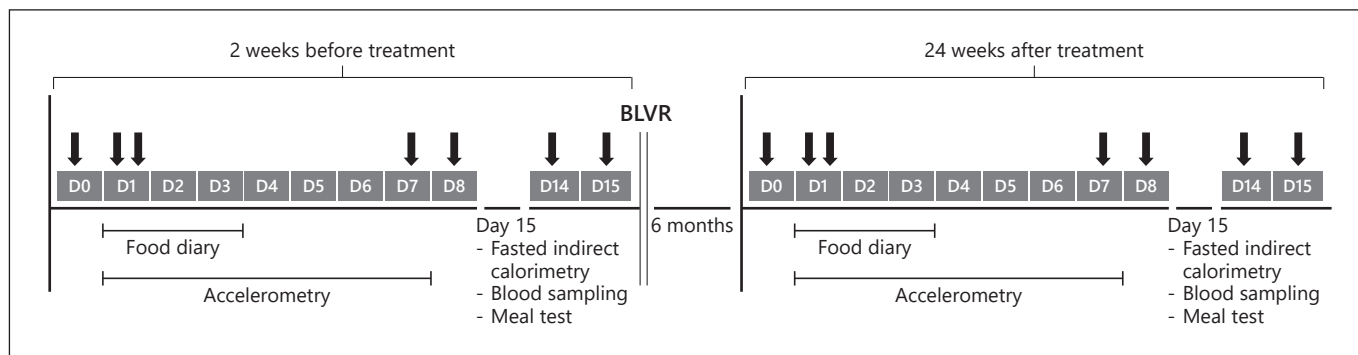 2 weeks before treatment
24 weeks after treatment
BLVR
D0 D1 D2 D3 D4 D5 D6 D7 D8 D14 D15
D0 D1 D2 D3 D4 D5 D6 D7 D8 D14 D15
Food diary
Accelerometry
Day 15
- Fasted indirect
calorimetry
- Blood sampling
- Meal test
6 months
Food diary
Accelerometry
Day 15
- Fasted indirect
calorimetry
- Blood sampling
- Meal test